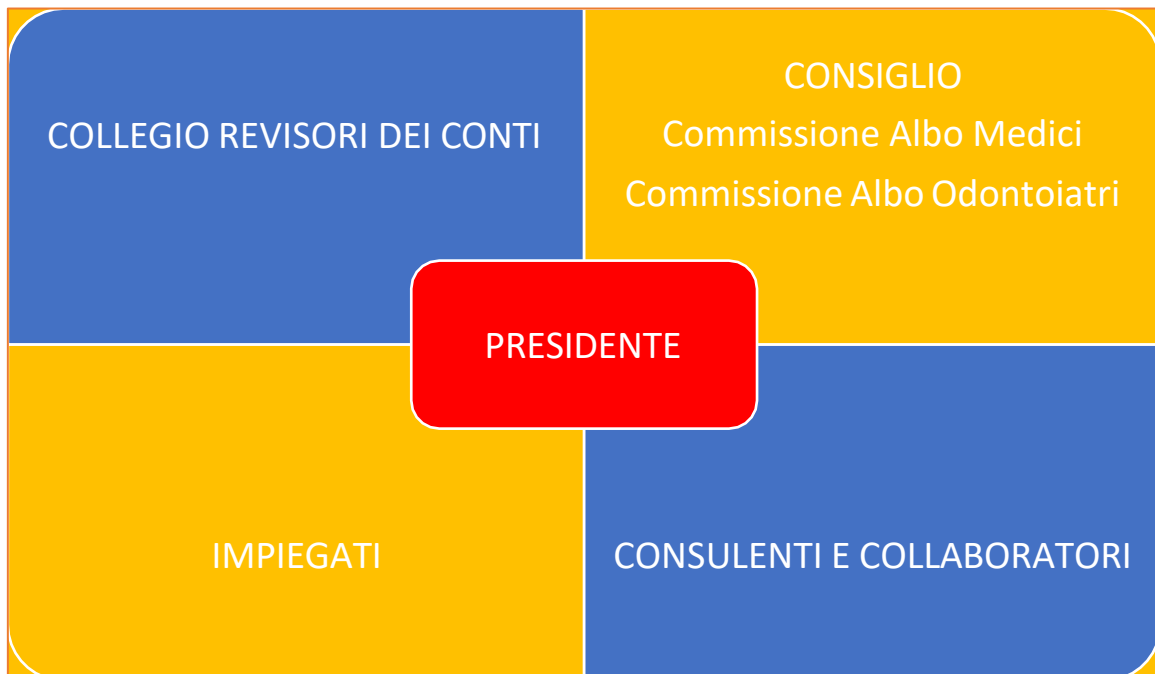 COLLEGIO REVISORI DEI CONTI
CONSIGLIO
Commissione Albo Medici
Commissione Albo Odontoiatri
PRESIDENTE
IMPIEGATI
CONSULENTI E COLLABORATORI